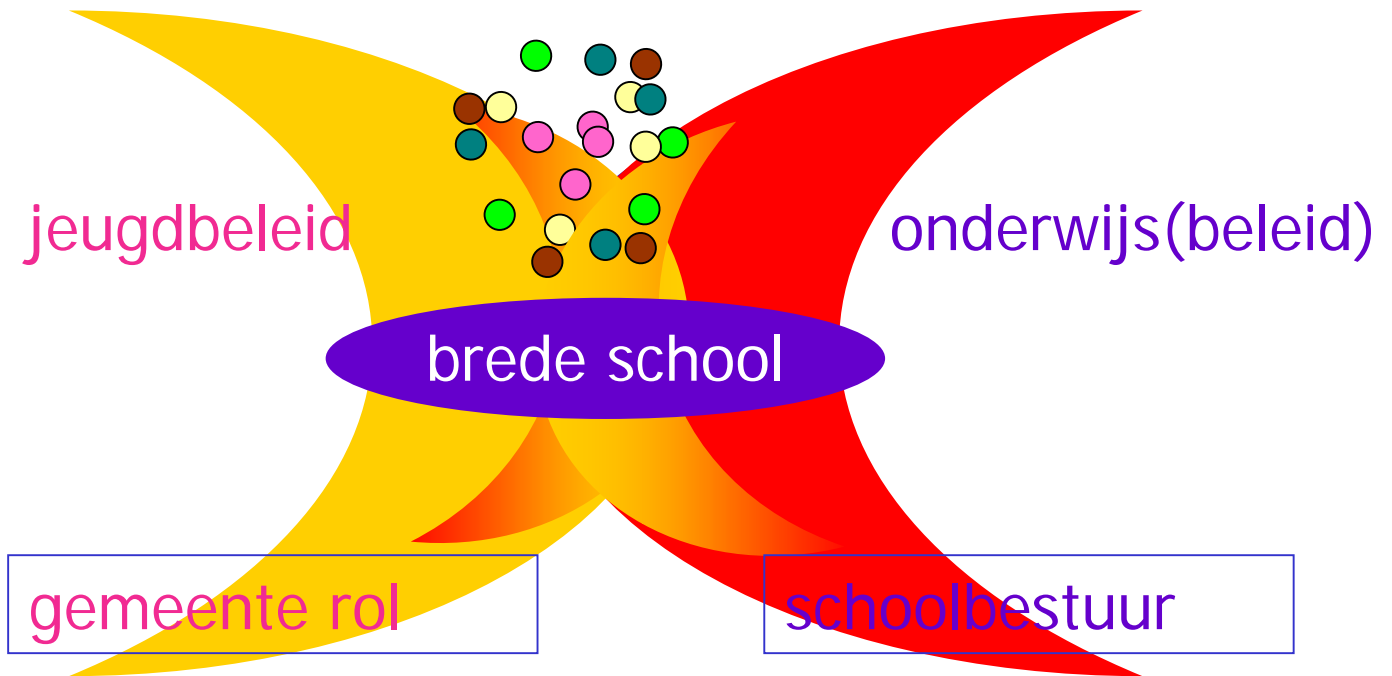 jeugdbeleid
onderwijs(beleid)
brede school
gemeente rol
schoolbestuur